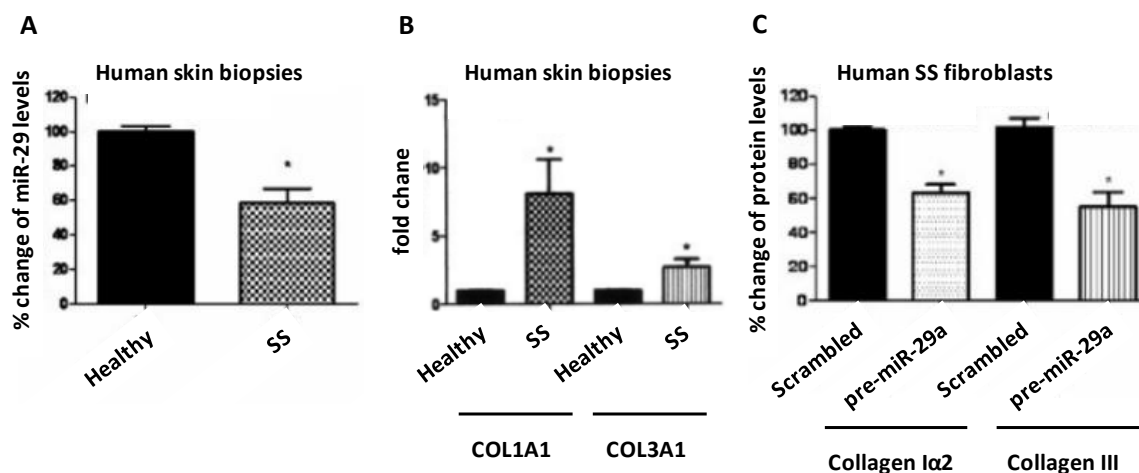 A
Human skin biopsies
% change of miR-29 levels
120
100
80
60
40
20
0
*
Healthy
SS
B
Human skin biopsies
fold chane
15
10
5
0
*
*
Healthy
SS
Healthy
SS
COL1A1
COL3A1
C
Human SS fibroblasts
% change of protein levels
120
100
80
60
40
20
0
*
*
Scrambled
pre-miR-29a
Scrambled
pre-miR-29a
Collagen Iα2
Collagen III